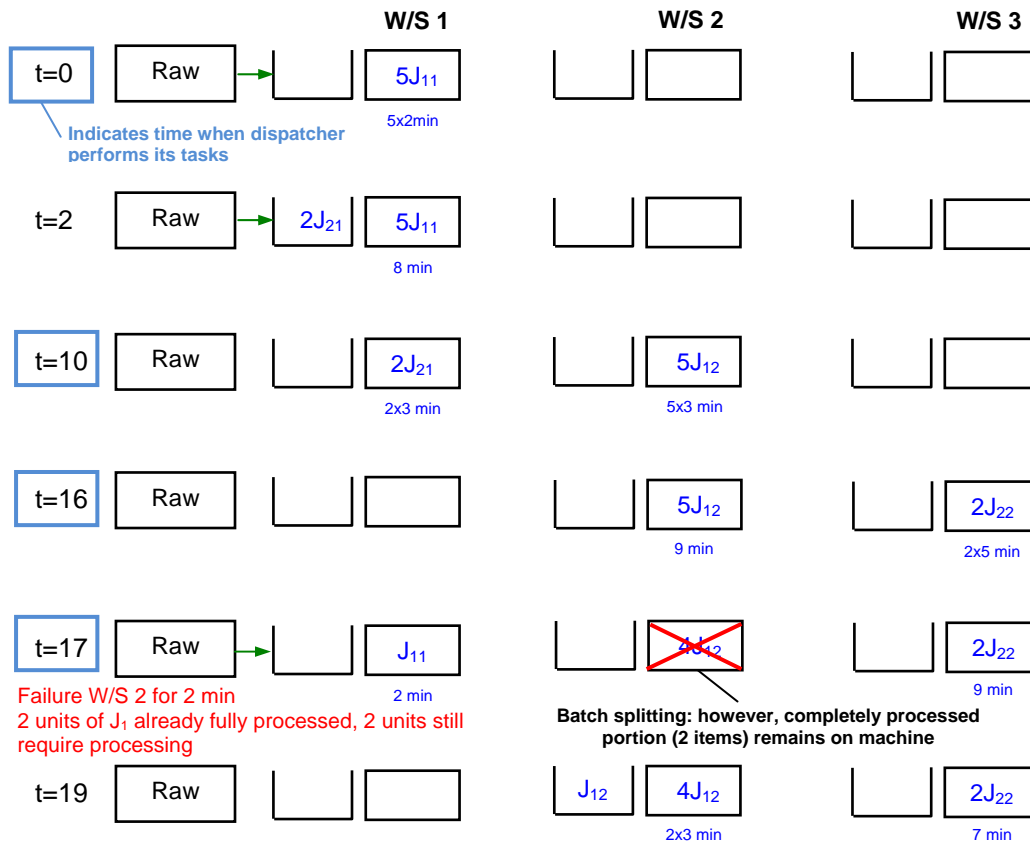 W/S 1 W/S 2 W/S 3
t=0 Raw 5J₁₁
5x2min
Indicates time when dispatcher
performs its tasks
t=2 Raw 2J₂₁ 5J₁₁
8 min
t=10 Raw 2J₂₁ 5J₁₂
2x3 min 5x3 min
t=16 Raw 5J₁₂ 2J₂₂
9 min 2x5 min
t=17 Raw J₁₁ 4J₁₂ 2J₂₂
2 min 9 min
Failure W/S 2 for 2 min
2 units of J₁ already fully processed, 2 units still
require processing
Batch splitting: however, completely processed
portion (2 items) remains on machine
t=19 Raw J₁₂ 4J₁₂ 2J₂₂
2x3 min 7 min